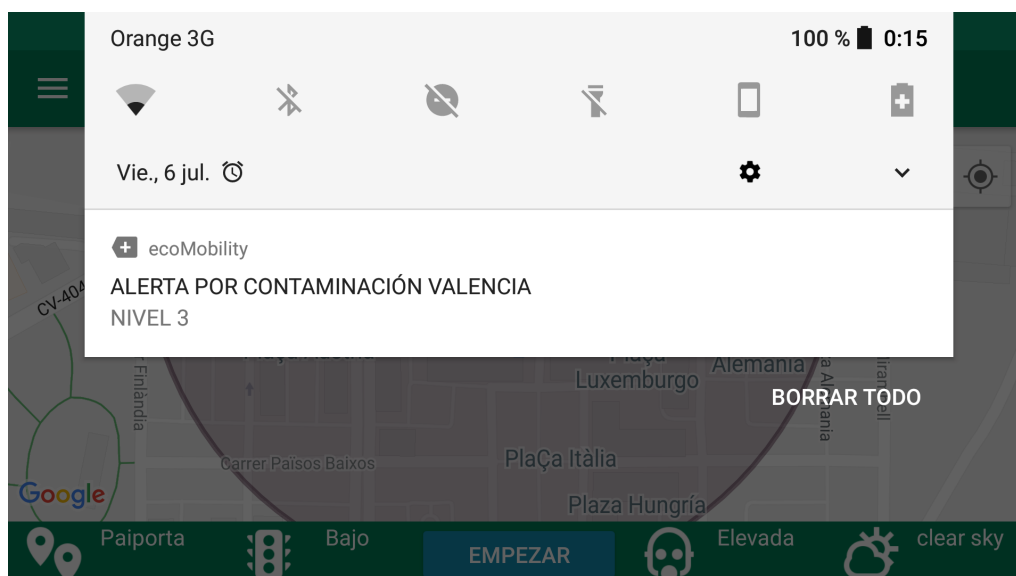 Orange 3G
100 % 0:15
Vie., 6 jul.
ecoMobility
ALERTA POR CONTAMINACIÓN VALENCIA
NIVEL 3
CV-404
Finlàndia
Luxemburgo
Alemania
BORRAR TODO
Carrer Països Baixos
PlaÇa Itàlia
Plaza Hungría
Google
Paiporta
Bajo
EMPEZAR
Elevada
clear sky